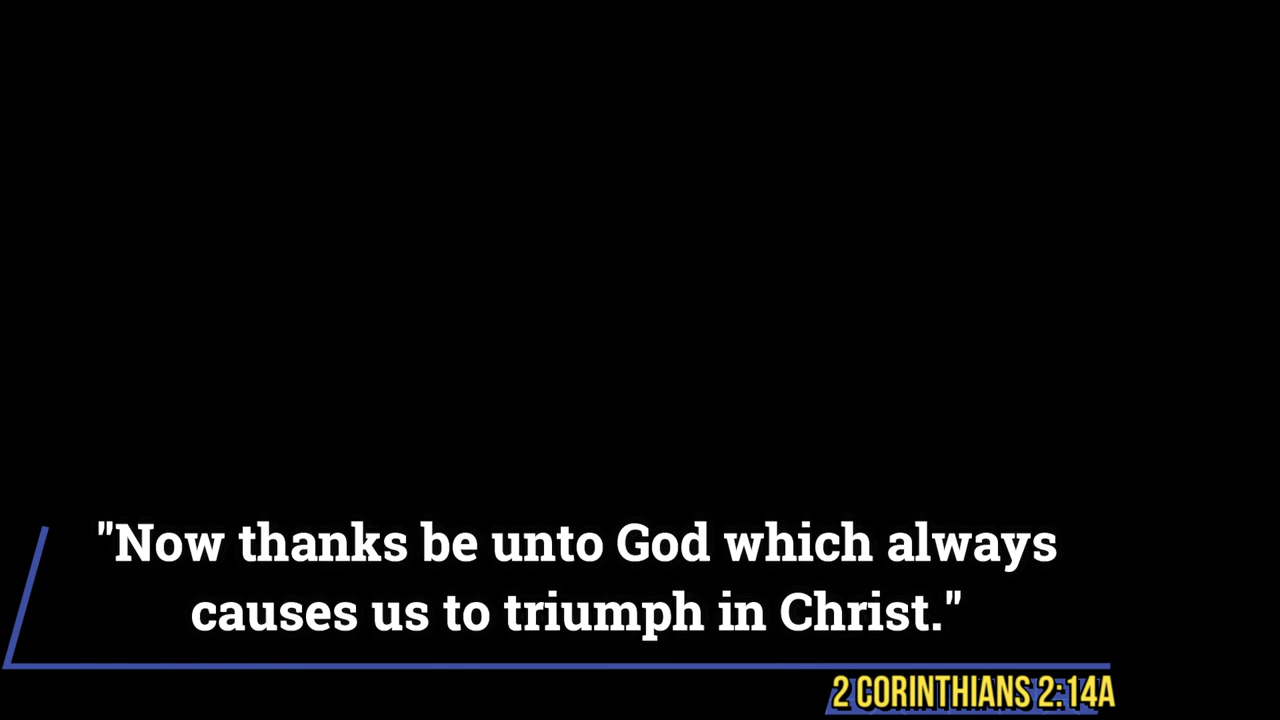 "Now thanks be unto God which always
causes us to triumph in Christ."
2 CORINTHIANS 2:14A